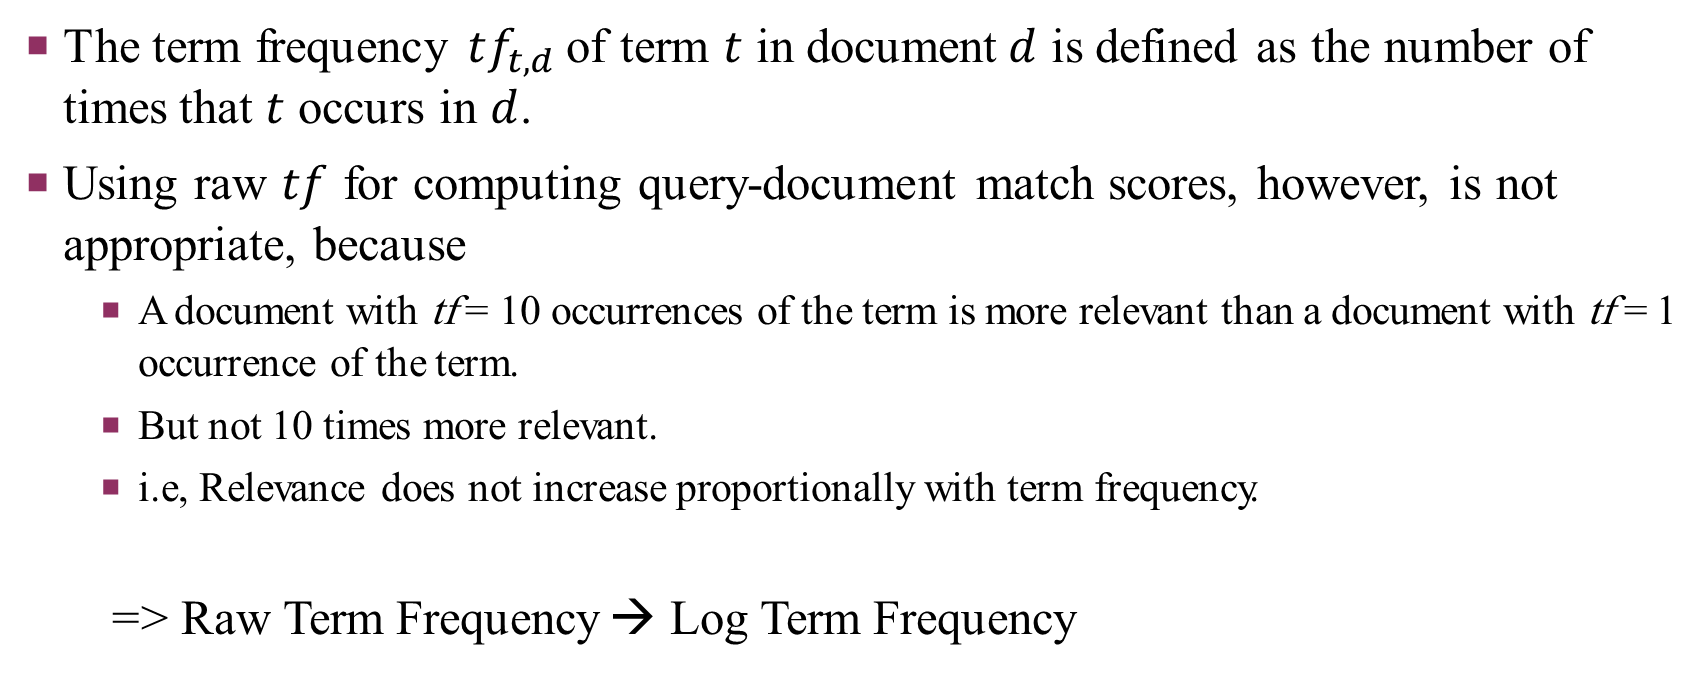 The term frequency tf_{t,d} of term t in document d is defined as the number of
times that t occurs in d.
Using raw tf for computing query-document match scores, however, is not
appropriate, because
A document with tf = 10 occurrences of the term is more relevant than a document with tf = 1
occurrence of the term.
But not 10 times more relevant.
i.e, Relevance does not increase proportionally with term frequency.
=> Raw Term Frequency → Log Term Frequency